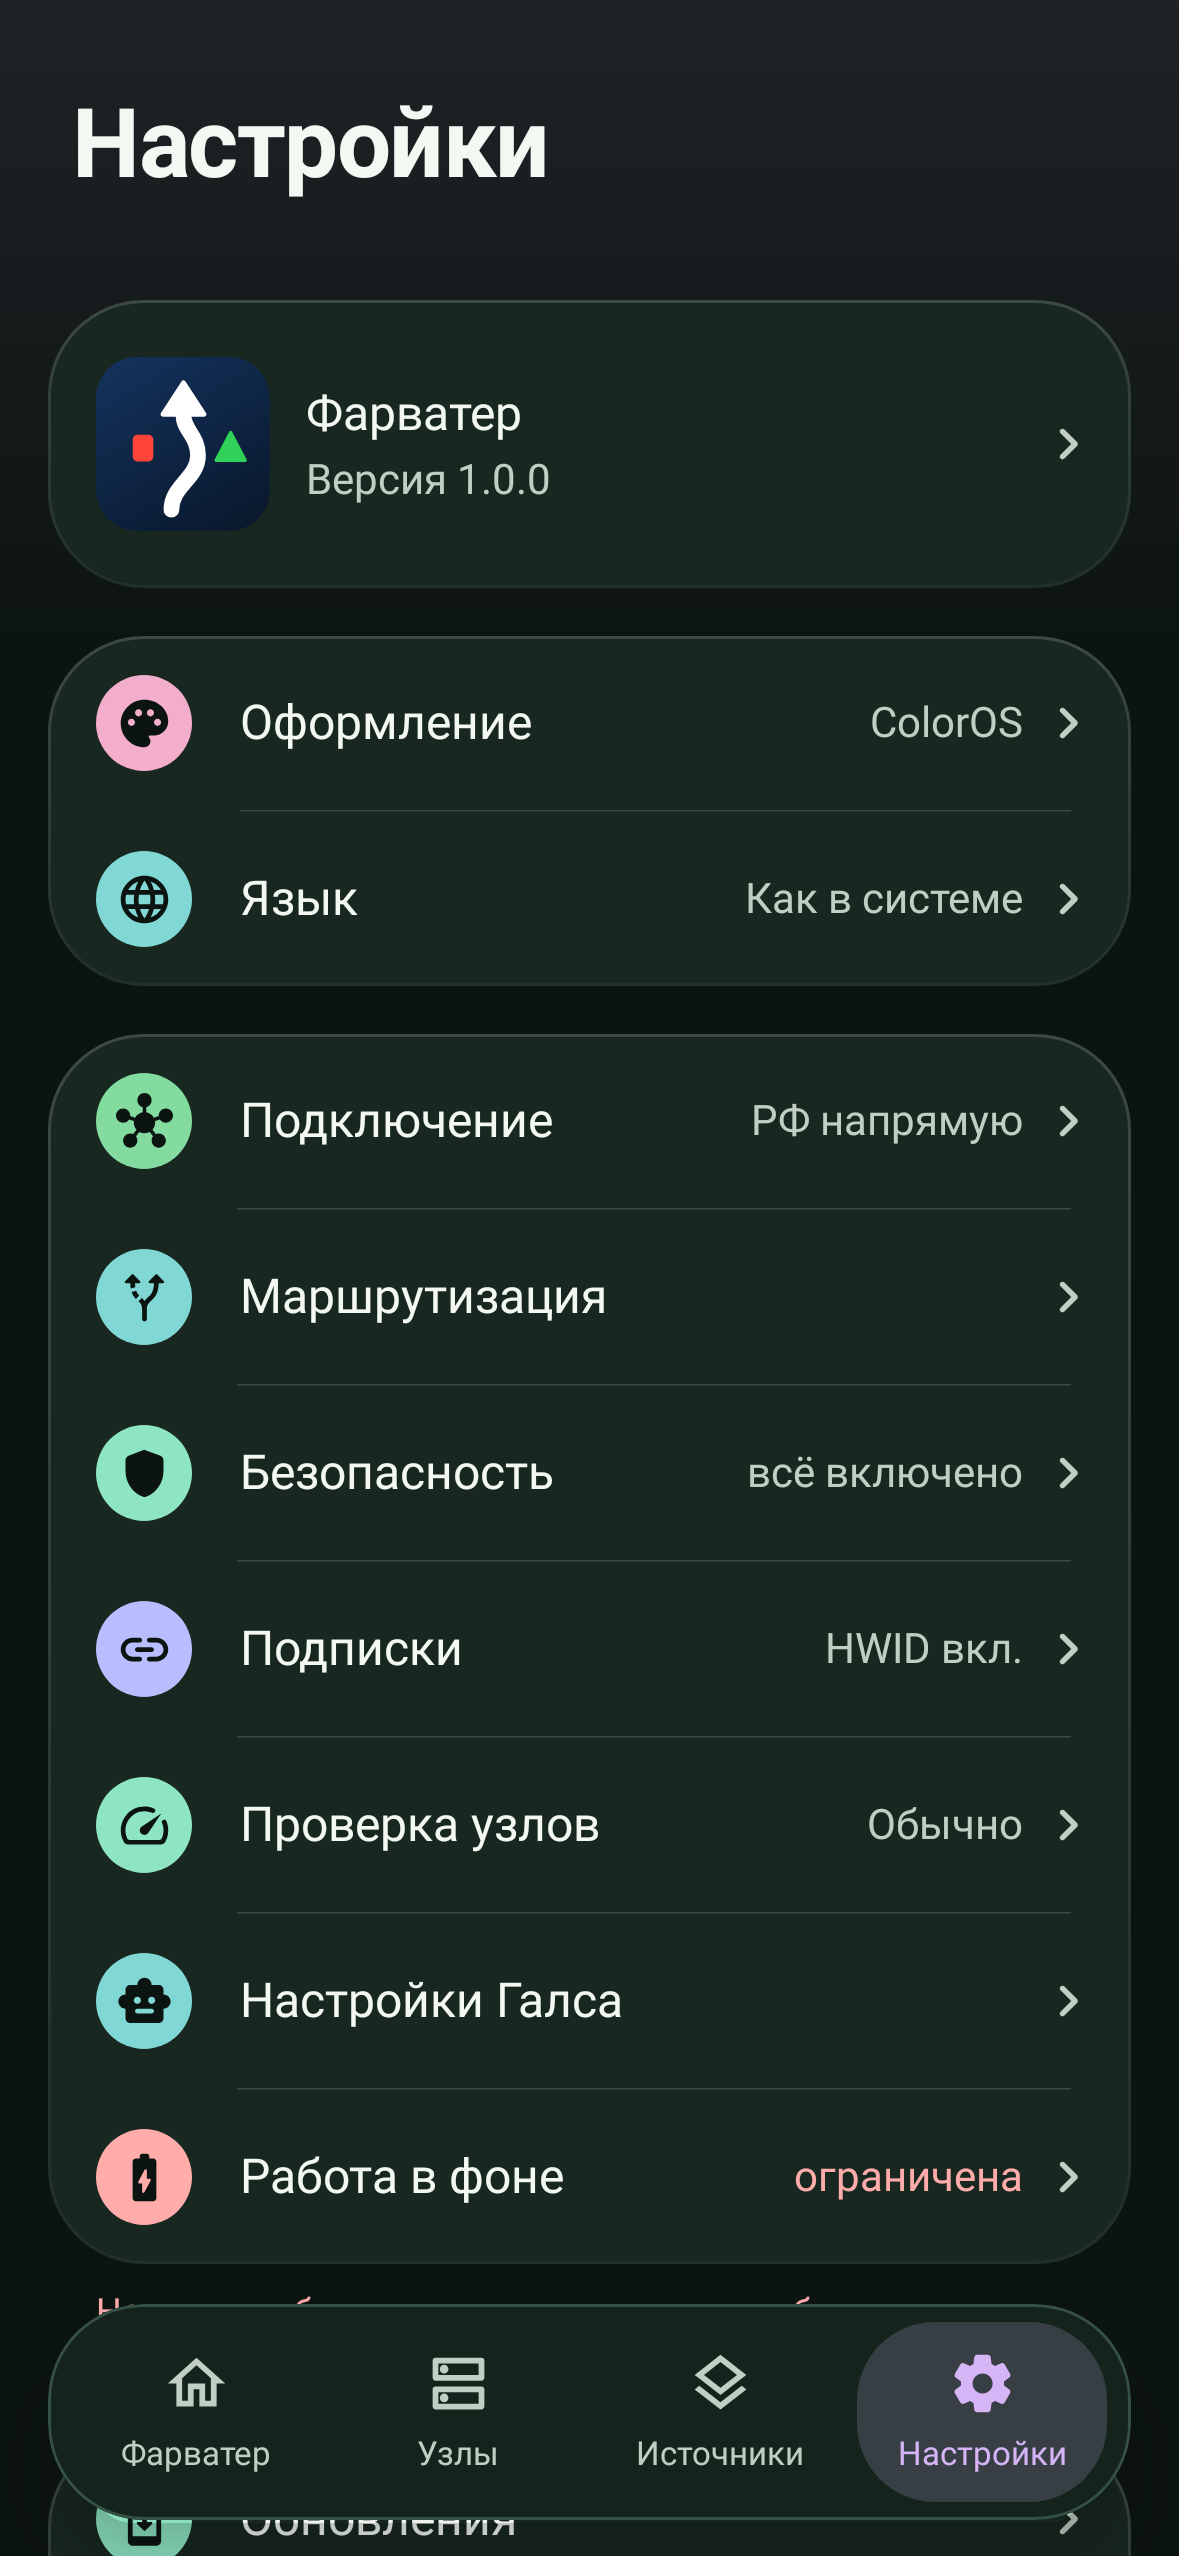 Настройки
Фарватер
Версия 1.0.0
Оформление ColorOS
Язык Как в системе
Подключение РФ напрямую
Маршрутизация
Безопасность всё включено
Подписки HWID вкл.
Проверка узлов Обычно
Настройки Галса
Работа в фоне ограничена
Фарватер Узлы Источники Настройки
Обновления